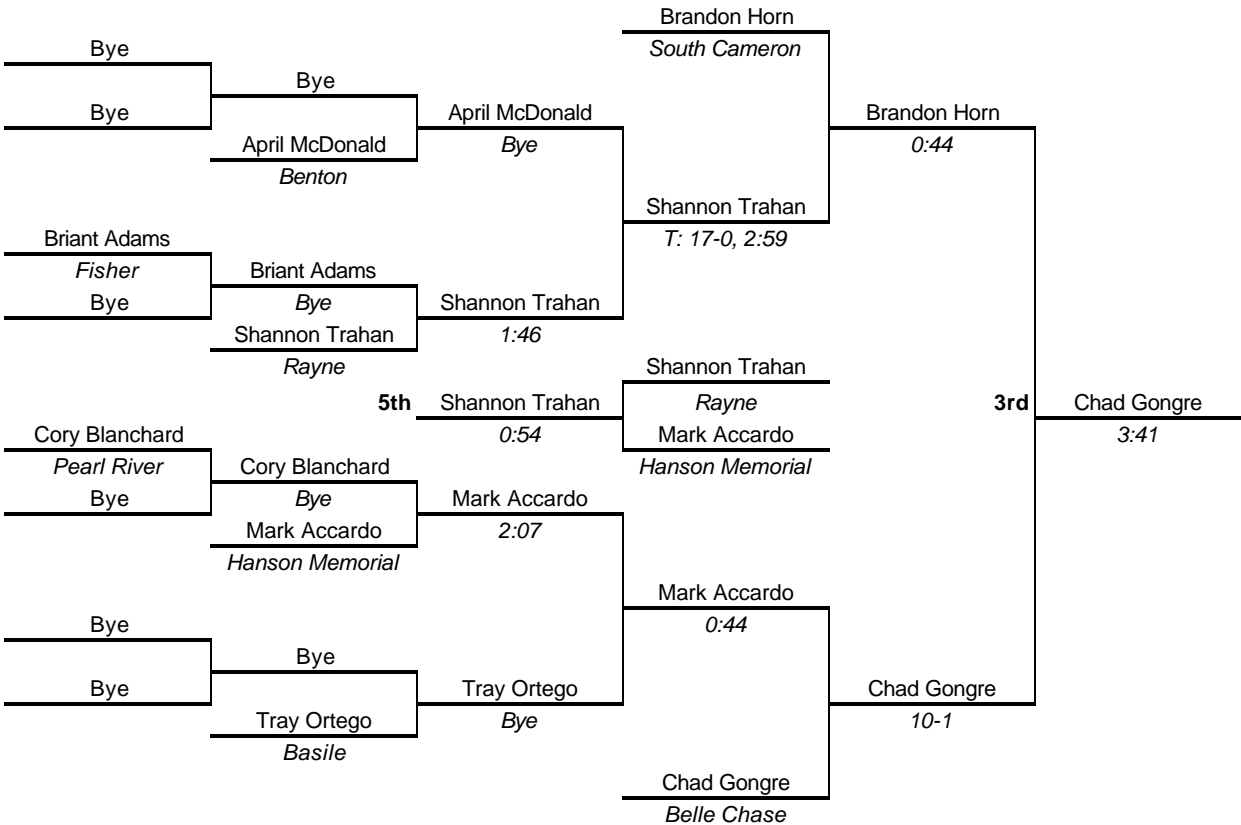 Brandon Horn
Bye
South Cameron
Bye
Bye
April McDonald
Brandon Horn
April McDonald
Bye
0:44
Benton
Shannon Trahan
Briant Adams
T: 17-0, 2:59
Fisher
Briant Adams
Bye
Bye
Shannon Trahan
Shannon Trahan
1:46
Rayne
Shannon Trahan
5th
Shannon Trahan
Rayne
3rd
Chad Gongre
Cory Blanchard
0:54
Mark Accardo
3:41
Pearl River
Cory Blanchard
Hanson Memorial
Bye
Bye
Mark Accardo
Mark Accardo
2:07
Hanson Memorial
Mark Accardo
Bye
0:44
Bye
Bye
Tray Ortego
Chad Gongre
Tray Ortego
Bye
10-1
Basile
Chad Gongre
Belle Chase